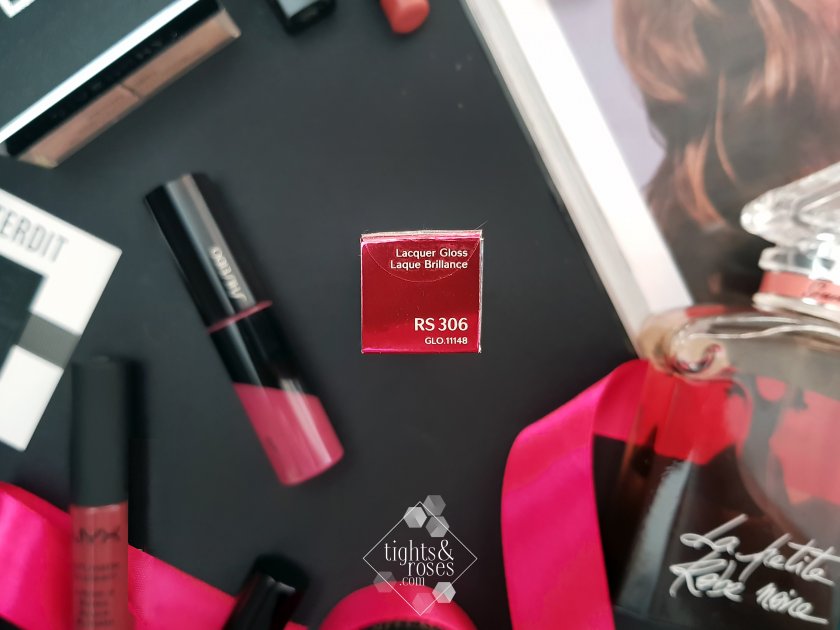 ERDIT
SHISEIDO
Lacquer Gloss
Laque Brillance
RS 306
GLO.11148
NYX
La petite
Robe noire
tights&
roses
.com